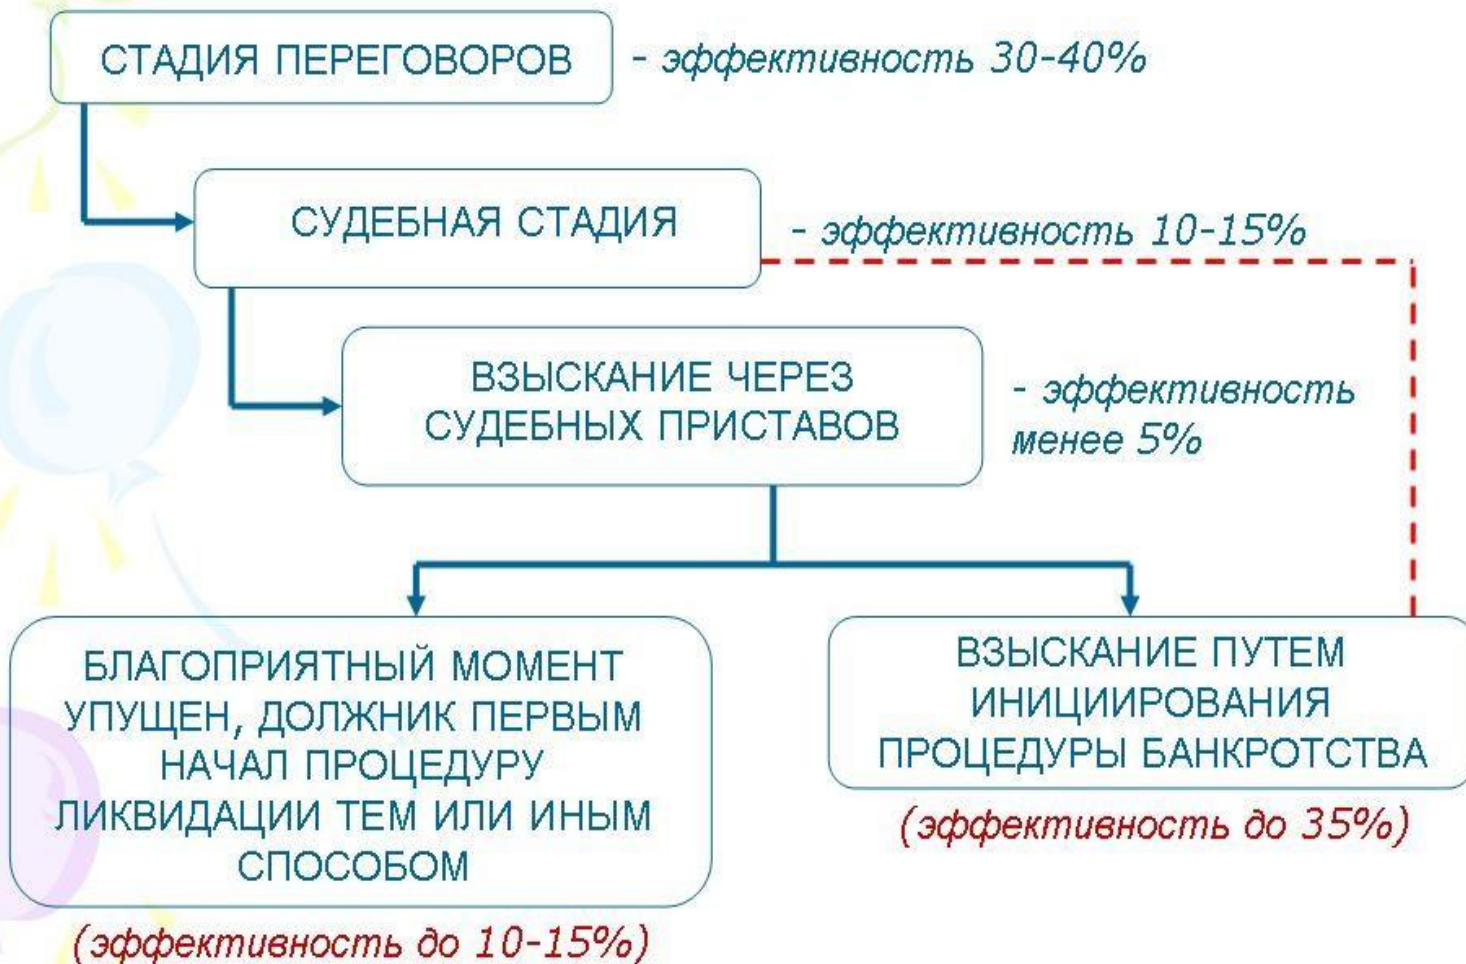 СТАДИЯ ПЕРЕГОВОРОВ
- эффективность 30-40%
СУДЕБНАЯ СТАДИЯ
- эффективность 10-15%
ВЗЫСКАНИЕ ЧЕРЕЗ
СУДЕБНЫХ ПРИСТАВОВ
- эффективность
менее 5%
БЛАГОПРИЯТНЫЙ МОМЕНТ
УПУЩЕН, ДОЛЖНИК ПЕРВЫМ
НАЧАЛ ПРОЦЕДУРУ
ЛИКВИДАЦИИ ТЕМ ИЛИ ИНЫМ
СПОСОБОМ
(эффективность до 10-15%)
ВЗЫСКАНИЕ ПУТЕМ
ИНИЦИИРОВАНИЯ
ПРОЦЕДУРЫ БАНКРОТСТВА
(эффективность до 35%)